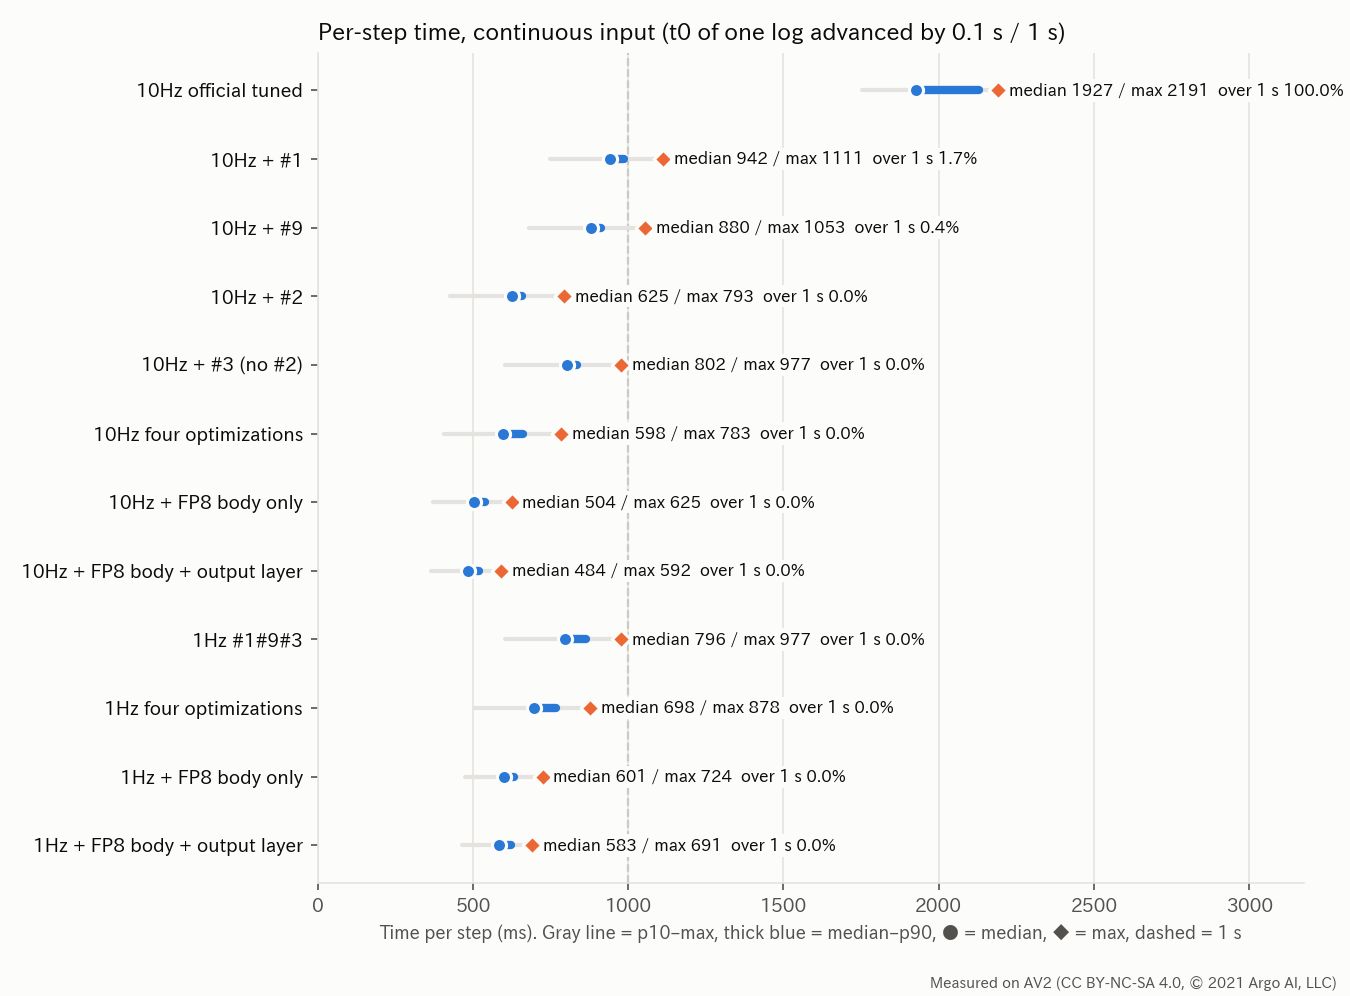 Per-step time, continuous input (t0 of one log advanced by 0.1 s / 1 s)
10Hz official tuned
median 1927 / max 2191  over 1 s 100.0%
10Hz + #1
median 942 / max 1111  over 1 s 1.7%
10Hz + #9
median 880 / max 1053  over 1 s 0.4%
10Hz + #2
median 625 / max 793  over 1 s 0.0%
10Hz + #3 (no #2)
median 802 / max 977  over 1 s 0.0%
10Hz four optimizations
median 598 / max 783  over 1 s 0.0%
10Hz + FP8 body only
median 504 / max 625  over 1 s 0.0%
10Hz + FP8 body + output layer
median 484 / max 592  over 1 s 0.0%
1Hz #1#9#3
median 796 / max 977  over 1 s 0.0%
1Hz four optimizations
median 698 / max 878  over 1 s 0.0%
1Hz + FP8 body only
median 601 / max 724  over 1 s 0.0%
1Hz + FP8 body + output layer
median 583 / max 691  over 1 s 0.0%
0 500 1000 1500 2000 2500 3000
Time per step (ms). Gray line = p10–max, thick blue = median–p90, ● = median, ◆ = max, dashed = 1 s
Measured on AV2 (CC BY-NC-SA 4.0, © 2021 Argo AI, LLC)